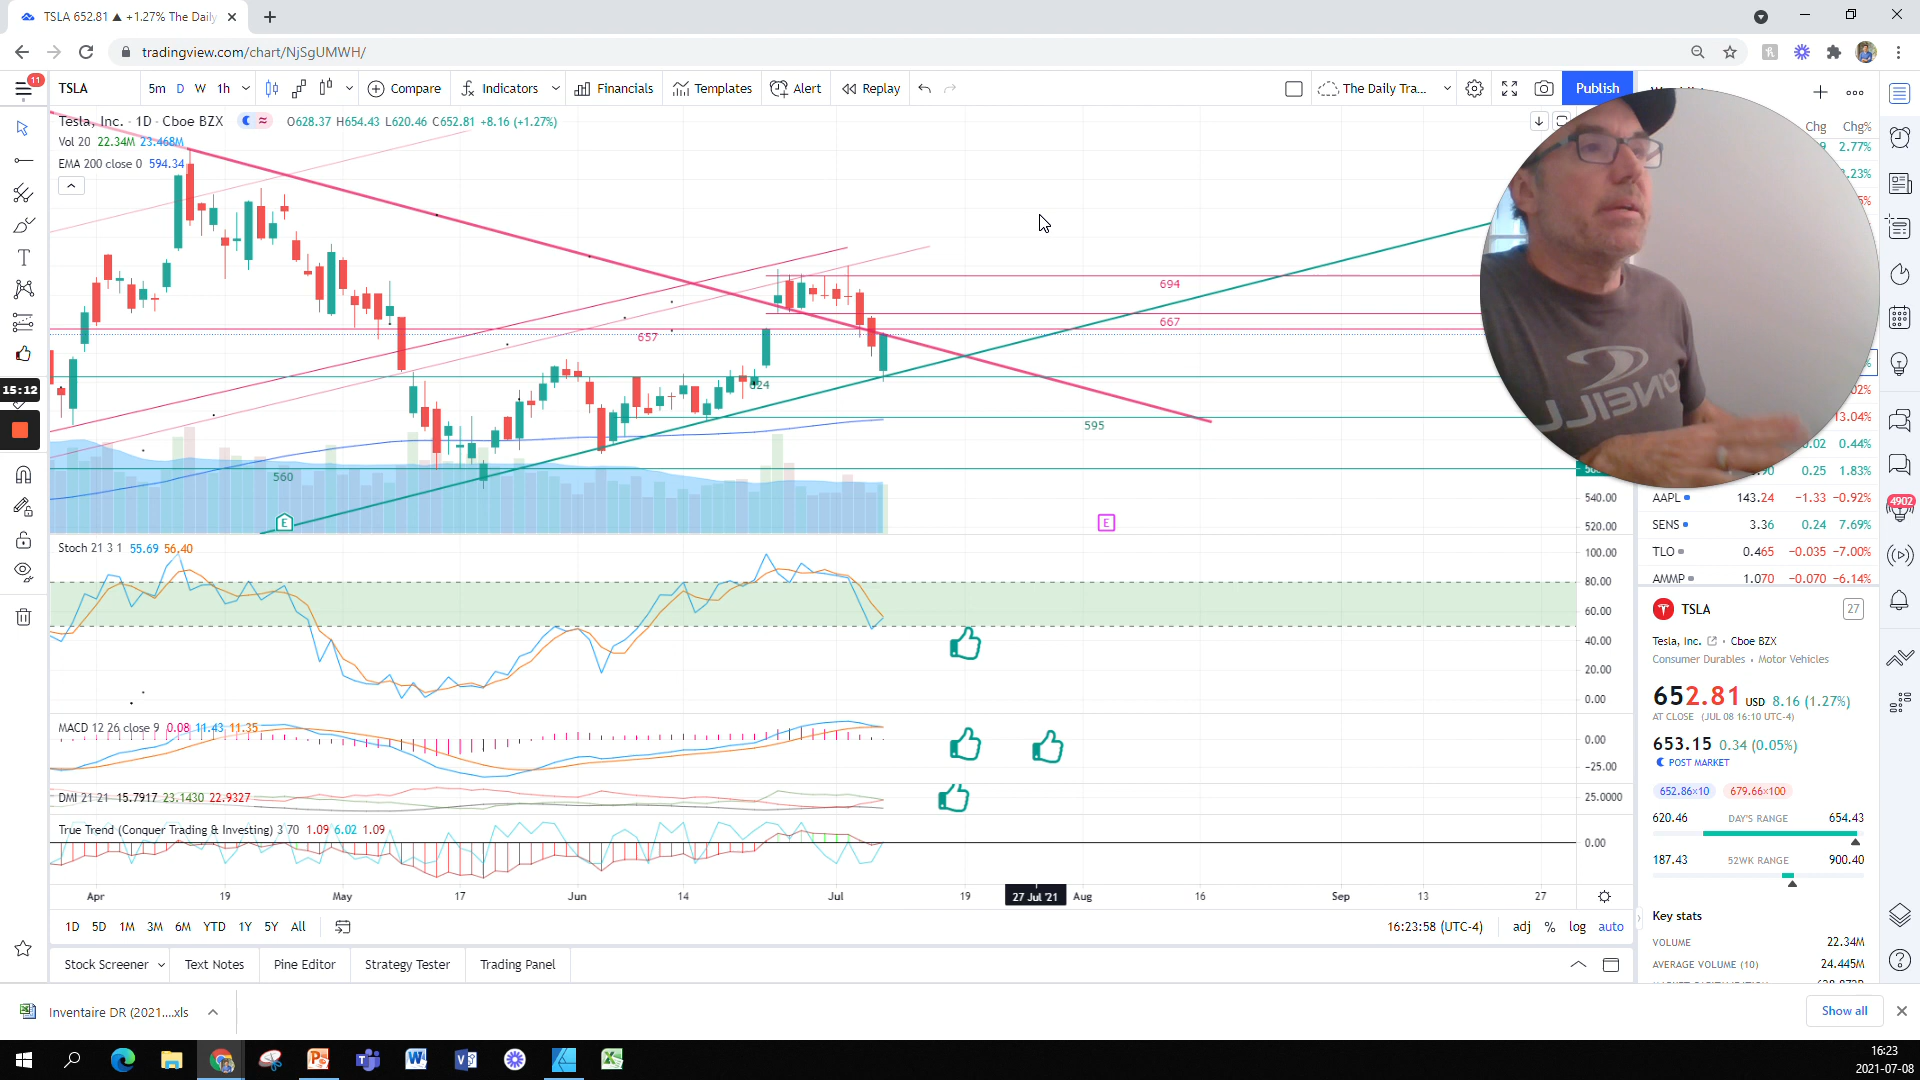 TSLA 652.81 ▲ +1.27% The Daily
tradingview.com/chart/NjSgUMWH/
11
TSLA
5m D W 1h
Compare
Indicators
Financials
Templates
Alert
Replay
The Daily Tra...
Publish
Tesla, Inc. · 1D · Cboe BZX O628.37 H654.43 L620.46 C652.81 +8.16 (+1.27%)
Vol 20 22.34M 23.468M
EMA 200 close 0 594.34
Chg Chg%
2.77%
694
667
657
624
595
560
15:12
E
E
540.00
520.00
13.04%
0.02 0.44%
0.25 1.83%
AAPL 143.24 −1.33 −0.92%
SENS 3.36 0.24 7.69%
TLO 0.465 −0.035 −7.00%
AMMP 1.070 −0.070 −6.14%
4902
O'NEILL
Stoch 21 3 1 55.69 56.40
100.00
80.00
60.00
40.00
20.00
0.00
MACD 12 26 close 9 0.08 11.43 11.35
0.00
−25.00
DMI 21 21 15.7917 23.1430 22.9327
25.0000
True Trend (Conquer Trading & Investing) 3 70 1.09 6.02 1.09
0.00
Apr 19 May 17 Jun 14 Jul 19 27 Jul '21 Aug 16 Sep 13 27
1D 5D 1M 3M 6M YTD 1Y 5Y All
16:23:58 (UTC-4) adj % log auto
Stock Screener Text Notes Pine Editor Strategy Tester Trading Panel
TSLA 27
Tesla, Inc. · Cboe BZX
Consumer Durables · Motor Vehicles
652.81 USD 8.16 (1.27%)
AT CLOSE (JUL 08 16:10 UTC-4)
653.15 0.34 (0.05%)
POST MARKET
652.86×10 679.66×100
620.46 DAY'S RANGE 654.43
187.43 52WK RANGE 900.40
Key stats
VOLUME 22.34M
AVERAGE VOLUME (10) 24.445M
Inventaire DR (2021....xls
Show all
16:23
2021-07-08